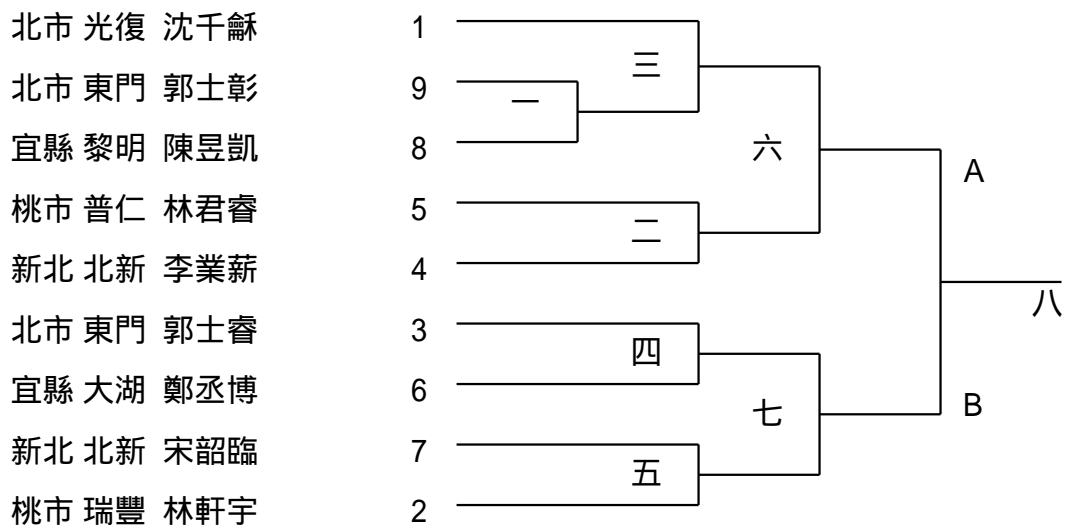 北市 光復 沈千龢 1
三
北市 東門 郭士彰 9
一
宜縣 黎明 陳昱凱 8
六
A
桃市 普仁 林君睿 5
二
新北 北新 李業薪 4
八
北市 東門 郭士睿 3
四
宜縣 大湖 鄭丞博 6
B
七
新北 北新 宋韶臨 7
五
桃市 瑞豐 林軒宇 2